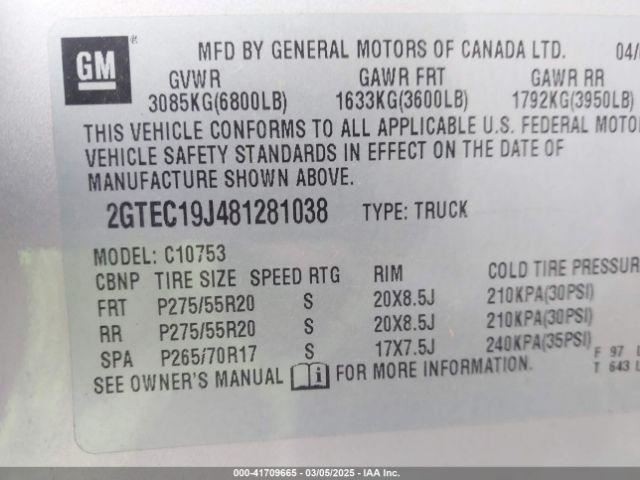 GM
MFD BY GENERAL MOTORS OF CANADA LTD. 04/
GVWR GAWR FRT GAWR RR
3085KG(6800LB) 1633KG(3600LB) 1792KG(3950LB)
THIS VEHICLE CONFORMS TO ALL APPLICABLE U.S. FEDERAL MOTOR
VEHICLE SAFETY STANDARDS IN EFFECT ON THE DATE OF
MANUFACTURE SHOWN ABOVE.
2GTEC19J481281038 TYPE: TRUCK
MODEL: C10753
CBNP TIRE SIZE SPEED RTG RIM COLD TIRE PRESSUR
FRT P275/55R20 S 20X8.5J 210KPA(30PSI)
RR P275/55R20 S 20X8.5J 210KPA(30PSI)
SPA P265/70R17 S 17X7.5J 240KPA(35PSI)
F 97
T 643
SEE OWNER'S MANUAL i FOR MORE INFORMATION.
000-41709665 - 03/05/2025 - IAA Inc.